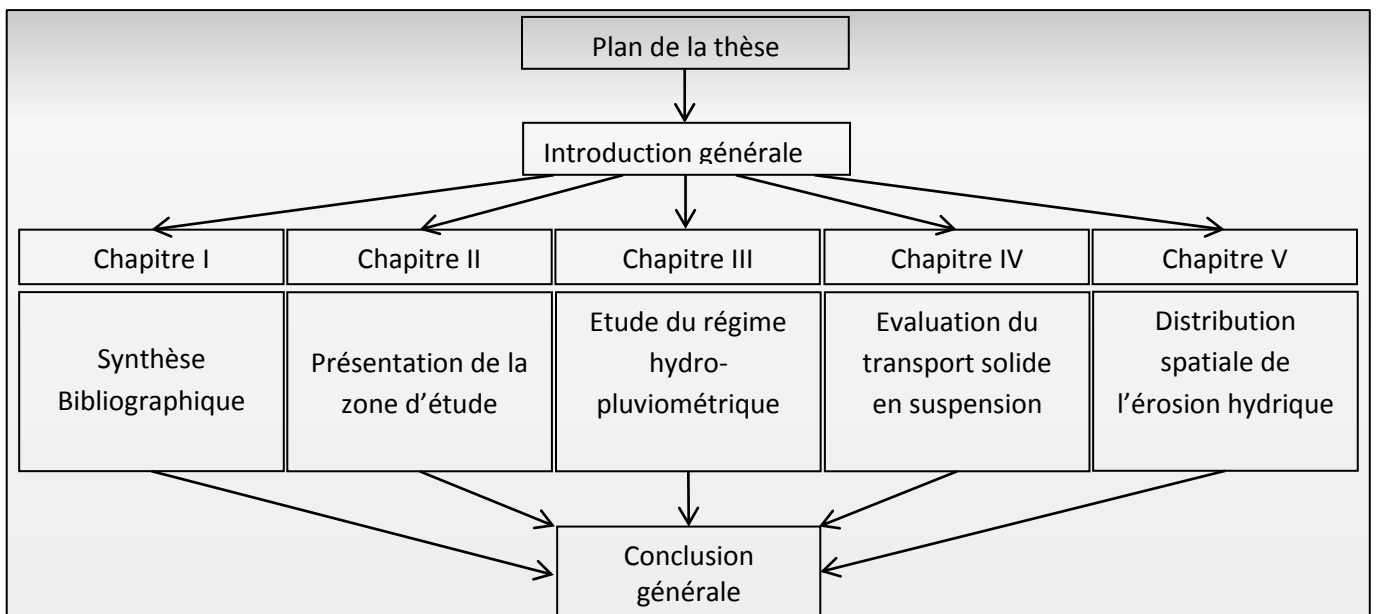 Plan de la thèse
Introduction générale
Chapitre I
Chapitre II
Chapitre III
Chapitre IV
Chapitre V
Synthèse
Bibliographique
Présentation de la
zone d’étude
Etude du régime
hydro-
pluviométrique
Evaluation du
transport solide
en suspension
Distribution
spatiale de
l’érosion hydrique
Conclusion
générale